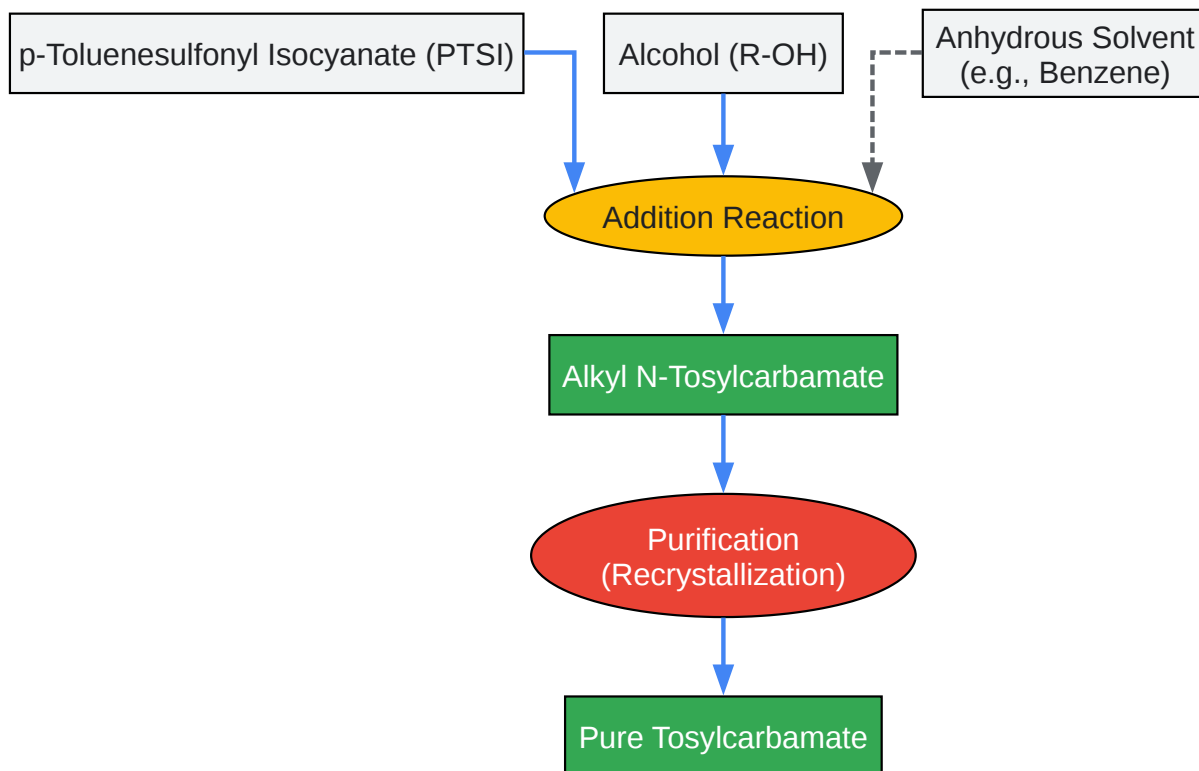 p-Toluenesulfonyl Isocyanate (PTSI)
Alcohol (R-OH)
Anhydrous Solvent
(e.g., Benzene)
Addition Reaction
Alkyl N-Tosylcarbamate
Purification
(Recrystallization)
Pure Tosylcarbamate